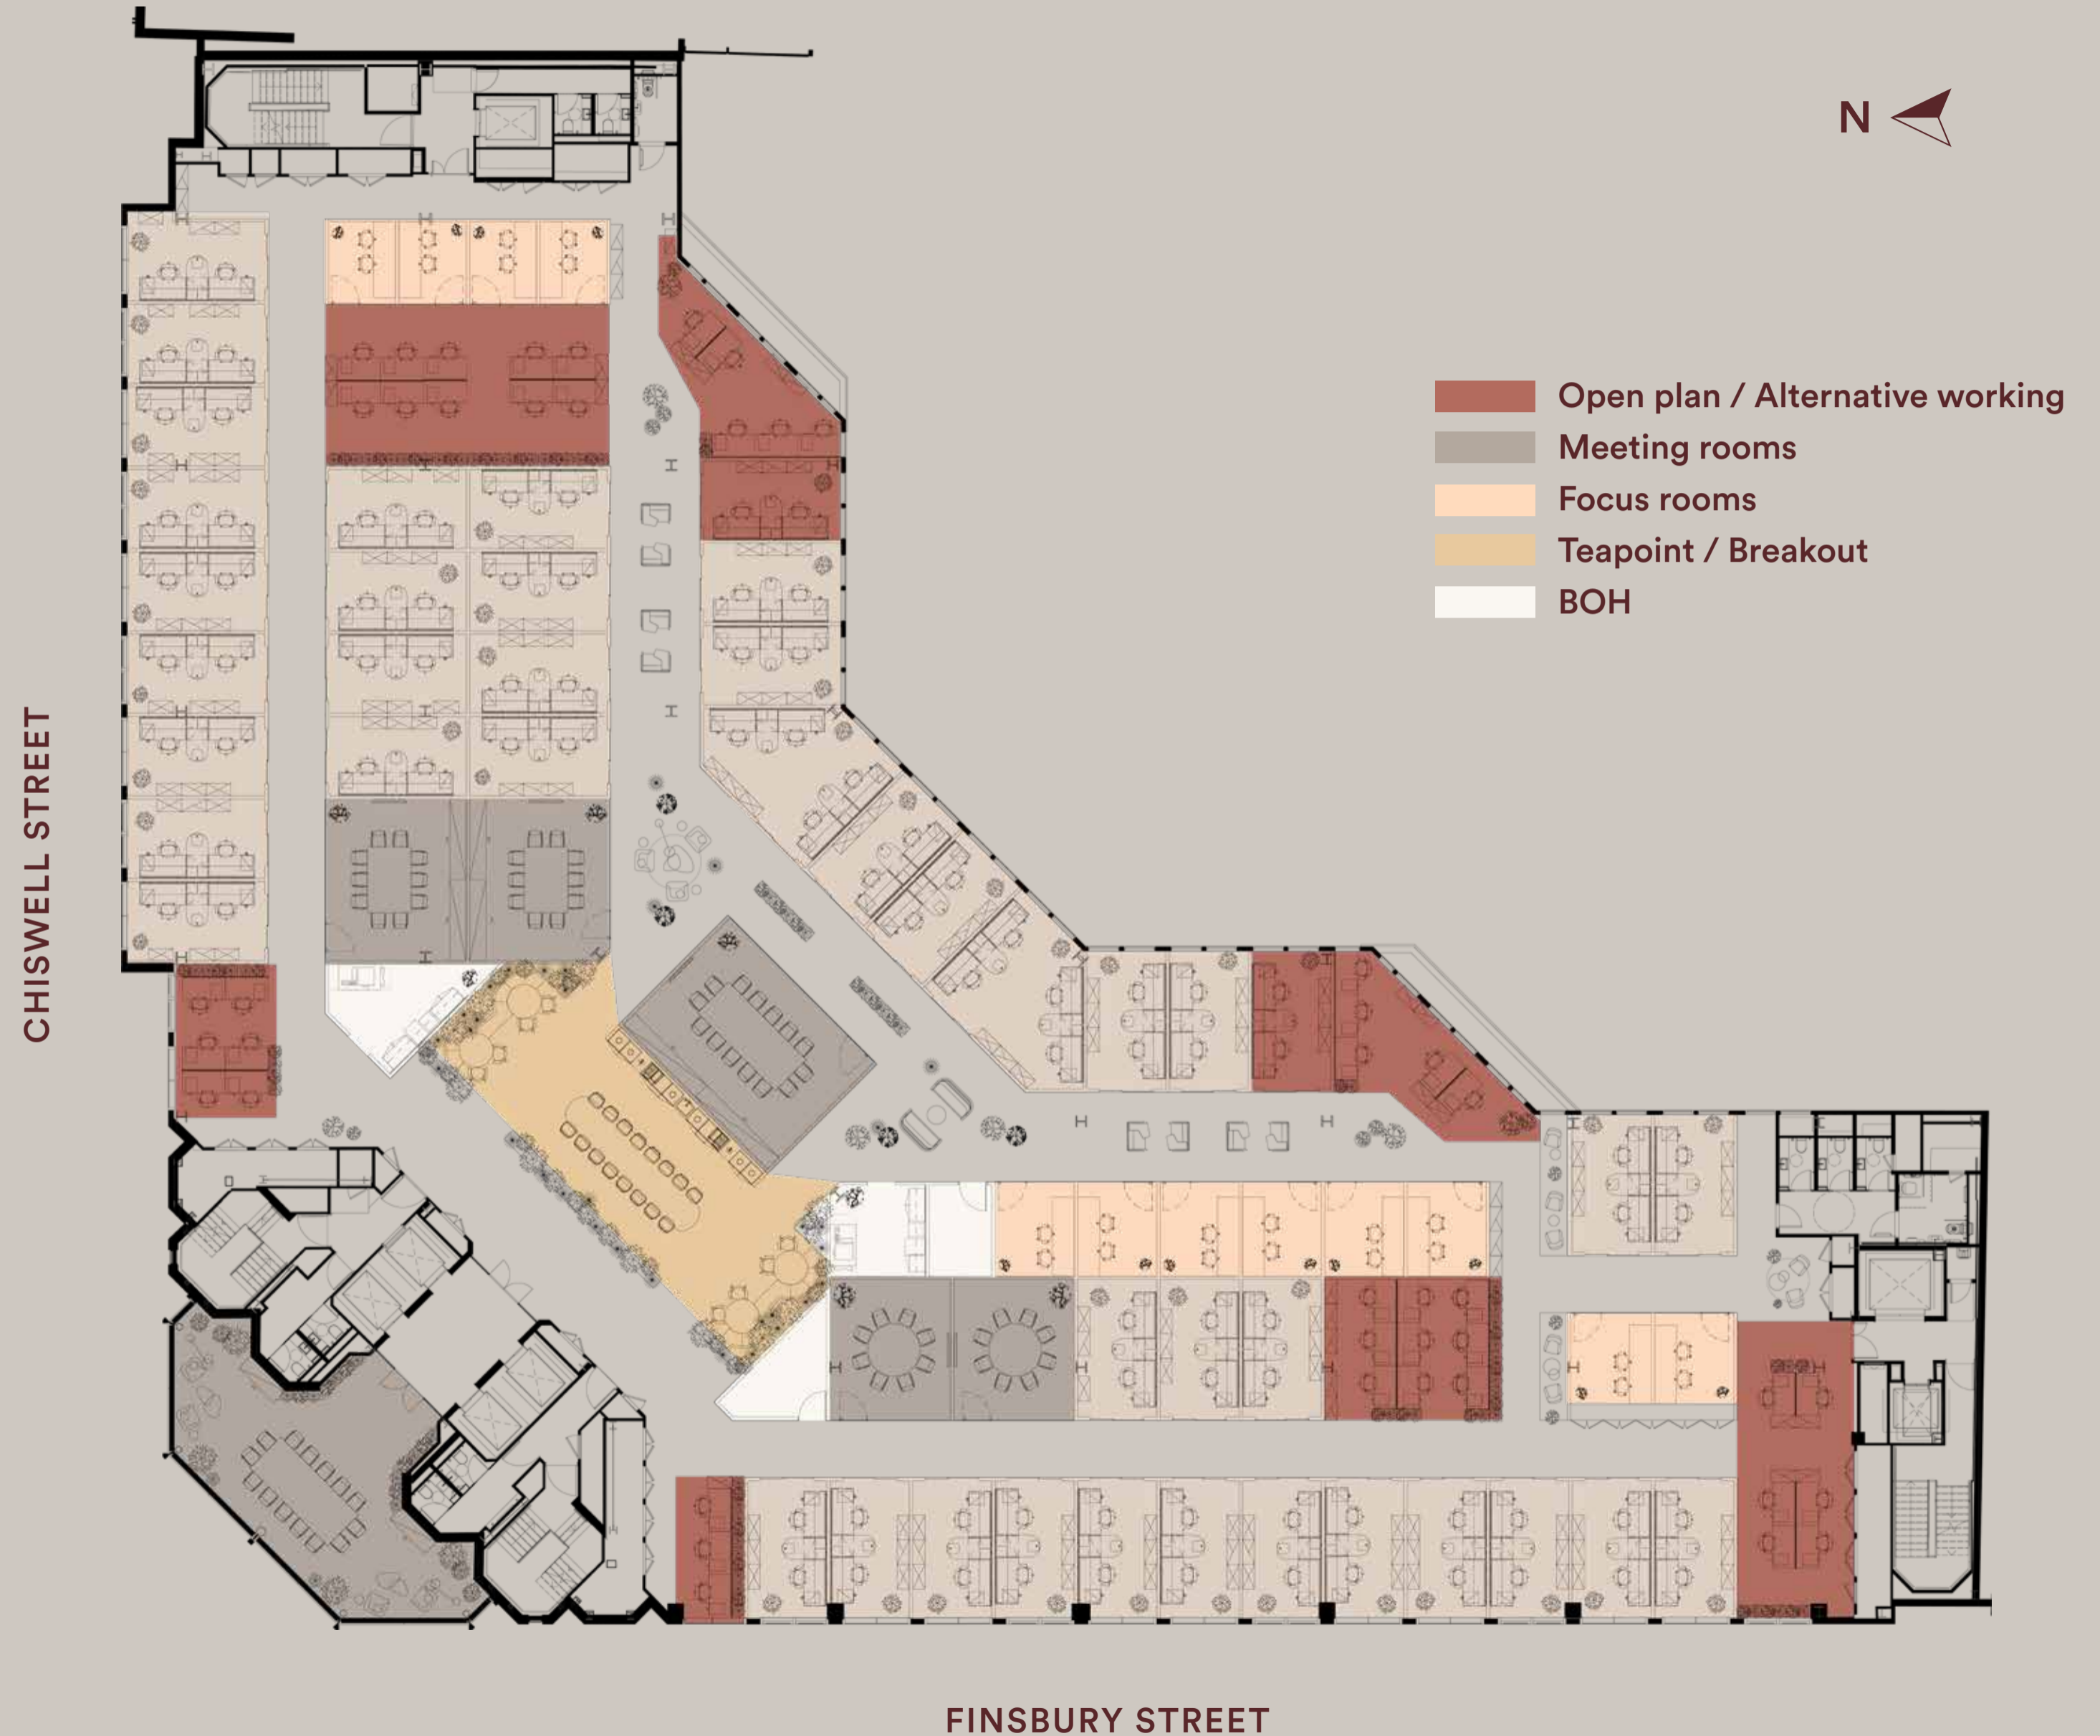 N
Open plan / Alternative working
Meeting rooms
Focus rooms
Teapoint / Breakout
BOH
CHISWELL STREET
FINSBURY STREET